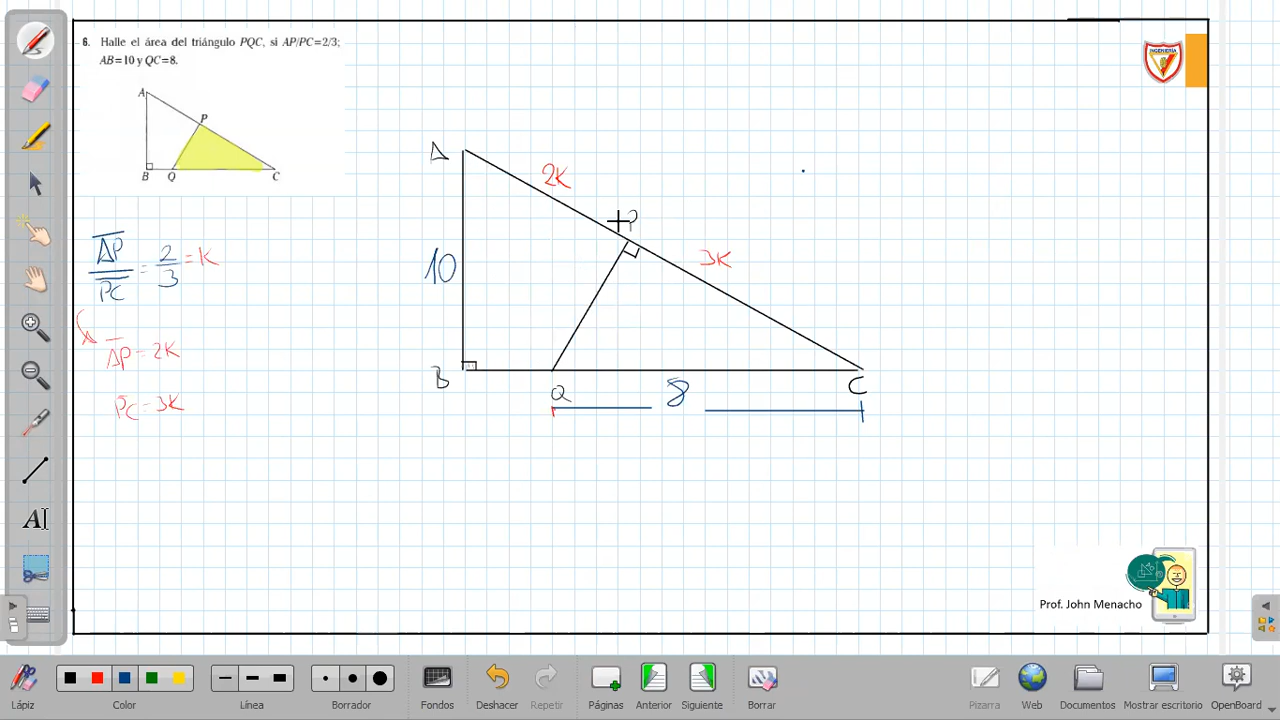 6. Halle el área del triángulo PQC, si AP/PC=2/3;
AB=10 y QC=8.
A
P
B
Q
C
INGENIERÍA
A
2K
P
3K
10
B
Q
C
8
AP/PC = 2/3 = K
AP = 2K
PC = 3K
Prof. John Menacho
Lápiz
Color
Línea
Borrador
Fondos
Deshacer
Repetir
Páginas
Anterior
Siguiente
Borrar
Pizarra
Web
Documentos
Mostrar escritorio
OpenBoard